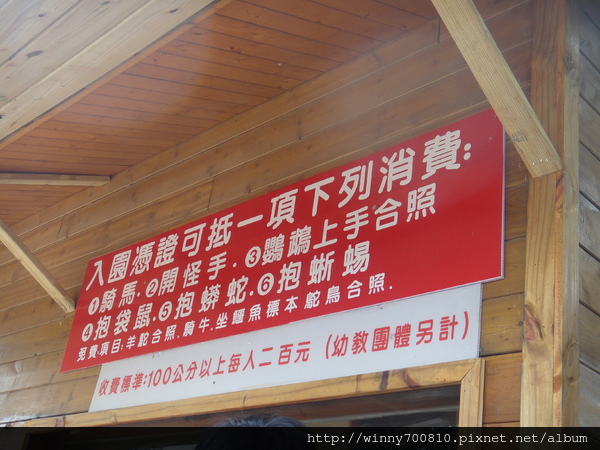 入園憑證可抵一項下列消費:
❶騎馬.❷開怪手.❸鸚鵡上手合照
❹抱袋鼠.❺抱蟒蛇.❻抱蜥蜴
免費項目:羊駝合照.騎牛.坐鱷魚標本鴕鳥合照.
收費標準:100公分以上每人二百元(幼教團體另計)
http://winny700810.pixnet.net/album